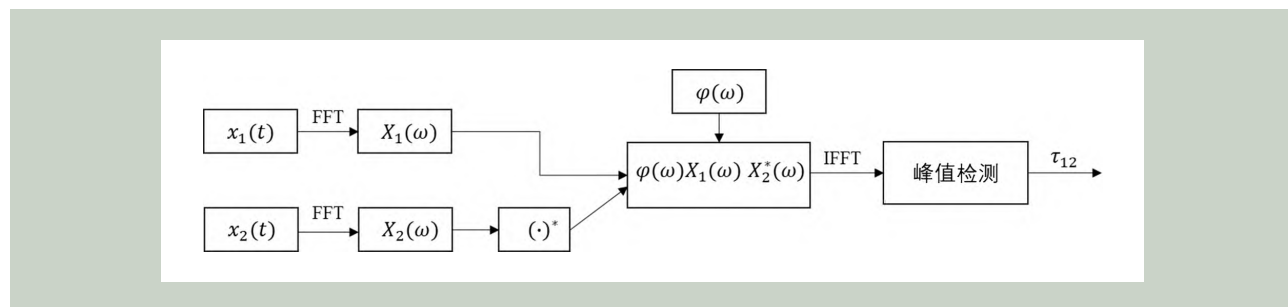 φ(ω)
x₁(t)
FFT
X₁(ω)
φ(ω)X₁(ω) X₂*(ω)
IFFT
峰值检测
τ₁₂
x₂(t)
FFT
X₂(ω)
(·)*